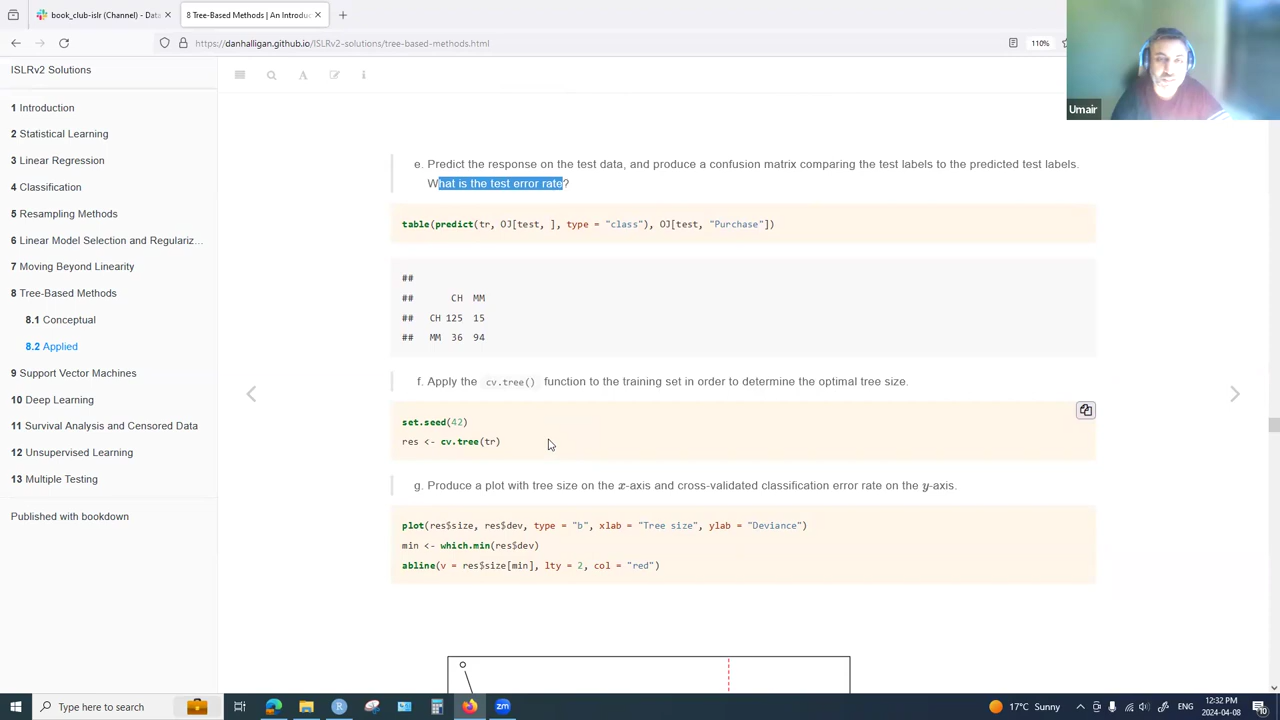 book_club-islr (Channel) - Data
8 Tree-Based Methods | An Introdu
https://danhalligan.github.io/ISLRv2-solutions/tree-based-methods.html
110%
Umair
ISLRv2 Solutions
1 Introduction
2 Statistical Learning
3 Linear Regression
4 Classification
5 Resampling Methods
6 Linear Model Selection and Regulariz...
7 Moving Beyond Linearity
8 Tree-Based Methods
8.1 Conceptual
8.2 Applied
9 Support Vector Machines
10 Deep Learning
11 Survival Analysis and Censored Data
12 Unsupervised Learning
13 Multiple Testing
Published with bookdown
e. Predict the response on the test data, and produce a confusion matrix comparing the test labels to the predicted test labels.
What is the test error rate?
table(predict(tr, OJ[test, ], type = "class"), OJ[test, "Purchase"])
##
## CH MM
## CH 125 15
## MM 36 94
f. Apply the cv.tree() function to the training set in order to determine the optimal tree size.
set.seed(42)
res <- cv.tree(tr)
g. Produce a plot with tree size on the x-axis and cross-validated classification error rate on the y-axis.
plot(res$size, res$dev, type = "b", xlab = "Tree size", ylab = "Deviance")
min <- which.min(res$dev)
abline(v = res$size[min], lty = 2, col = "red")
Type here to search
17°C Sunny
12:32 PM
2024-04-08